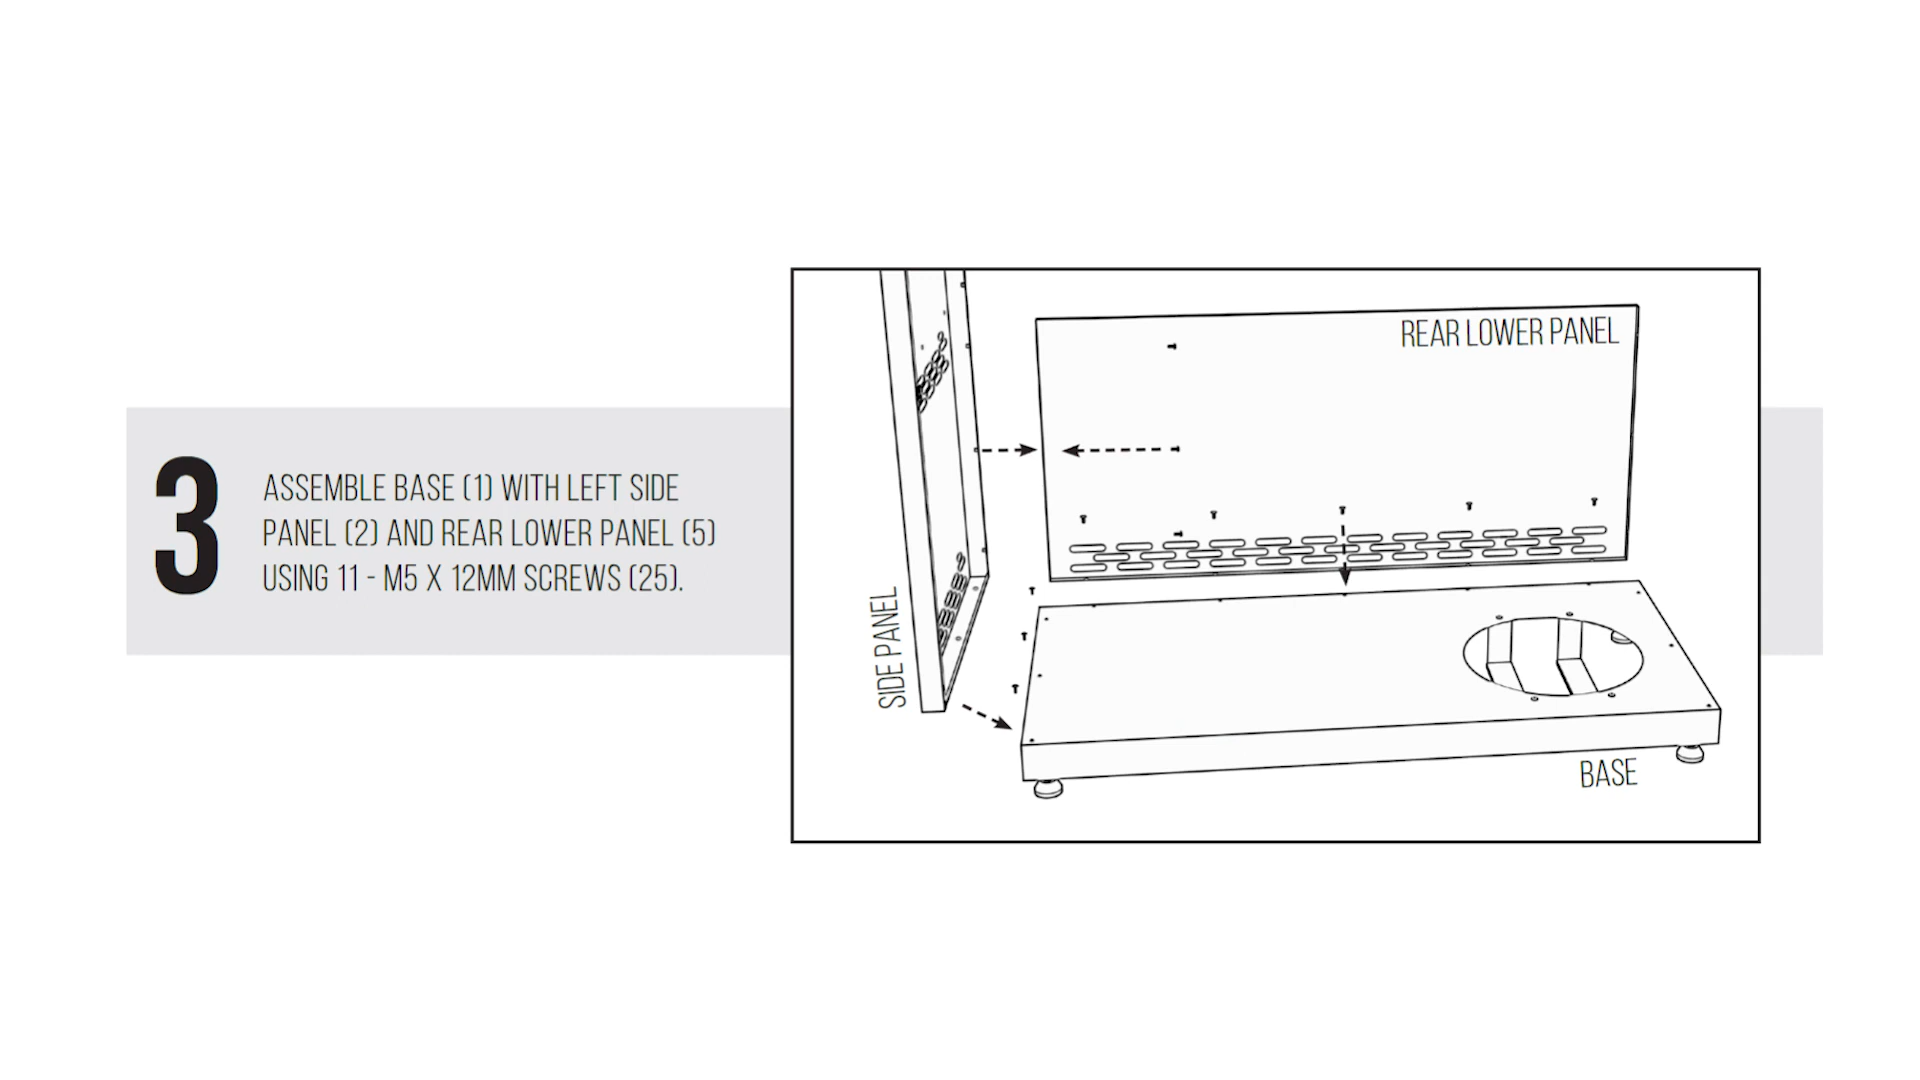 3
ASSEMBLE BASE (1) WITH LEFT SIDE
PANEL (2) AND REAR LOWER PANEL (5)
USING 11 - M5 X 12MM SCREWS (25).
REAR LOWER PANEL
SIDE PANEL
BASE